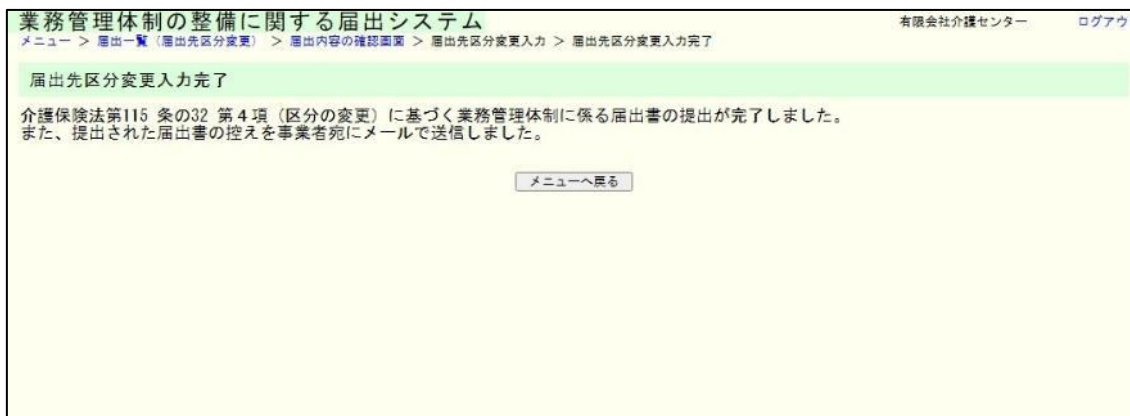 業務管理体制の整備に関する届出システム
有限会社介護センター ログアウ
メニュー > 届出一覧（届出先区分変更） > 届出内容の確認画面 > 届出先区分変更入力 > 届出先区分変更入力完了
届出先区分変更入力完了
介護保険法第115 条の32 第４項（区分の変更）に基づく業務管理体制に係る届出書の提出が完了しました。
また、提出された届出書の控えを事業者宛にメールで送信しました。
メニューへ戻る